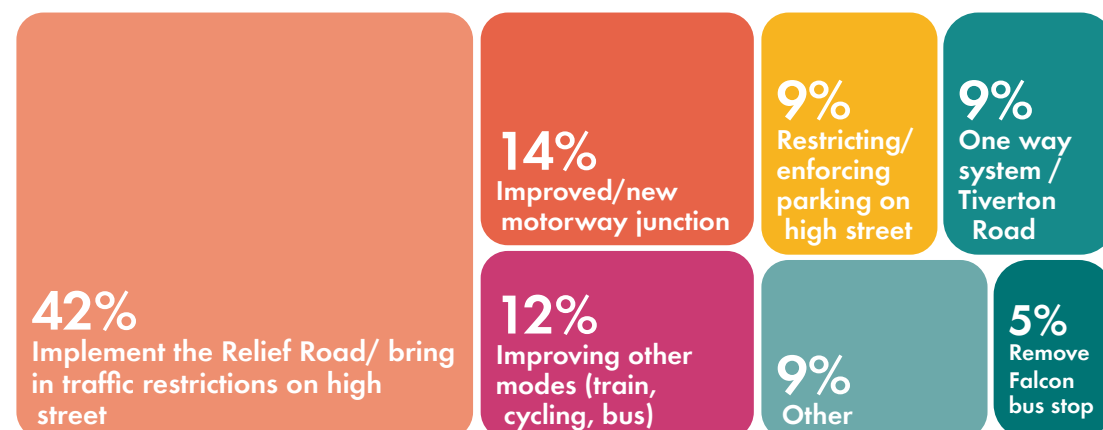 42%
Implement the Relief Road/ bring
in traffic restrictions on high
street
14%
Improved/new
motorway junction
12%
Improving other
modes (train,
cycling, bus)
9%
Restricting/
enforcing
parking on
high street
9%
One way
system /
Tiverton
Road
9%
Other
5%
Remove
Falcon
bus stop